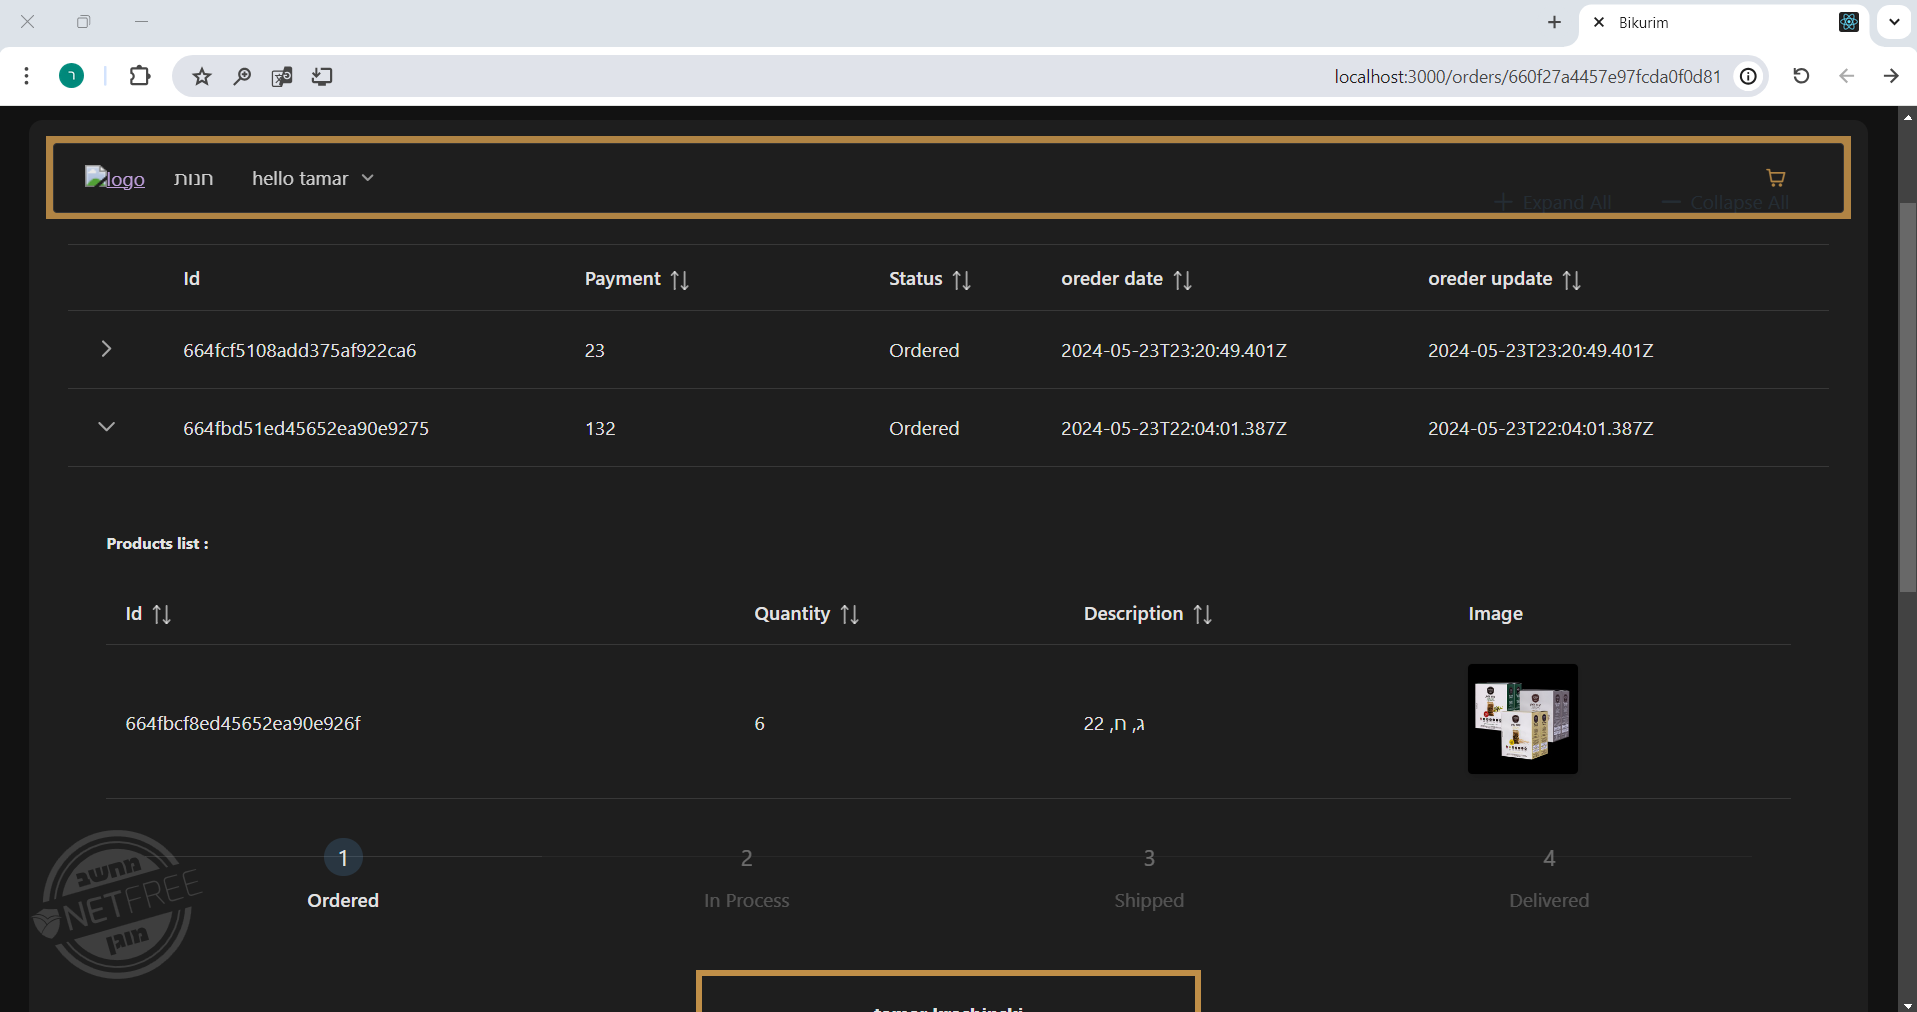 Bikurim
localhost:3000/orders/660f27a4457e97fcda0f0d81
ר
logo חנות hello tamar
Expand All Collapse All
Id Payment Status oreder date oreder update
664fcf5108add375af922ca6 23 Ordered 2024-05-23T23:20:49.401Z 2024-05-23T23:20:49.401Z
664fbd51ed45652ea90e9275 132 Ordered 2024-05-23T22:04:01.387Z 2024-05-23T22:04:01.387Z
Products list :
Id Quantity Description Image
664fbcf8ed45652ea90e926f 6 ג, ח, 22
1 2 3 4
Ordered In Process Shipped Delivered
מחשב
NETFREE
מוגן
tamar krechinski